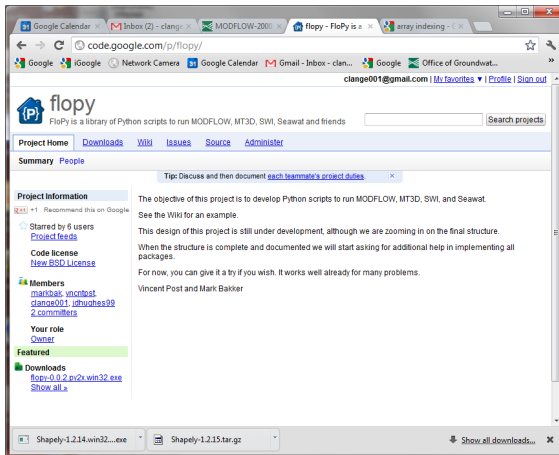 Google Calendar
Inbox (2) - clange
MODFLOW-2000
flopy - FloPy is a
array indexing -
code.google.com/p/flopy/
Google
iGoogle
Network Camera
Google Calendar
Gmail - Inbox - clan...
Google
Office of Groundwat...
clange001@gmail.com | My favorites ▼ | Profile | Sign out
{P}
flopy
FloPy is a library of Python scripts to run MODFLOW, MT3D, SWI, Seawat and friends
Search projects
Project Home
Downloads
Wiki
Issues
Source
Administer
Summary People
Tip: Discuss and then document each teammate's project duties.
Project Information
+1 Recommend this on Google
Starred by 6 users
Project feeds
Code license
New BSD License
Members
markbak, vncntpst,
clange001, jdhughes99
2 committers
Your role
Owner
Featured
Downloads
flopy-0.0.2.py2x.win32.exe
Show all »
The objective of this project is to develop Python scripts to run MODFLOW, MT3D, SWI, and Seawat.
See the Wiki for an example.
This design of this project is still under development, although we are zooming in on the final structure.
When the structure is complete and documented we will start asking for additional help in implementing all
packages.
For now, you can give it a try if you wish. It works well already for many problems.
Vincent Post and Mark Bakker
Shapely-1.2.14.win32....exe
Shapely-1.2.15.tar.gz
Show all downloads...